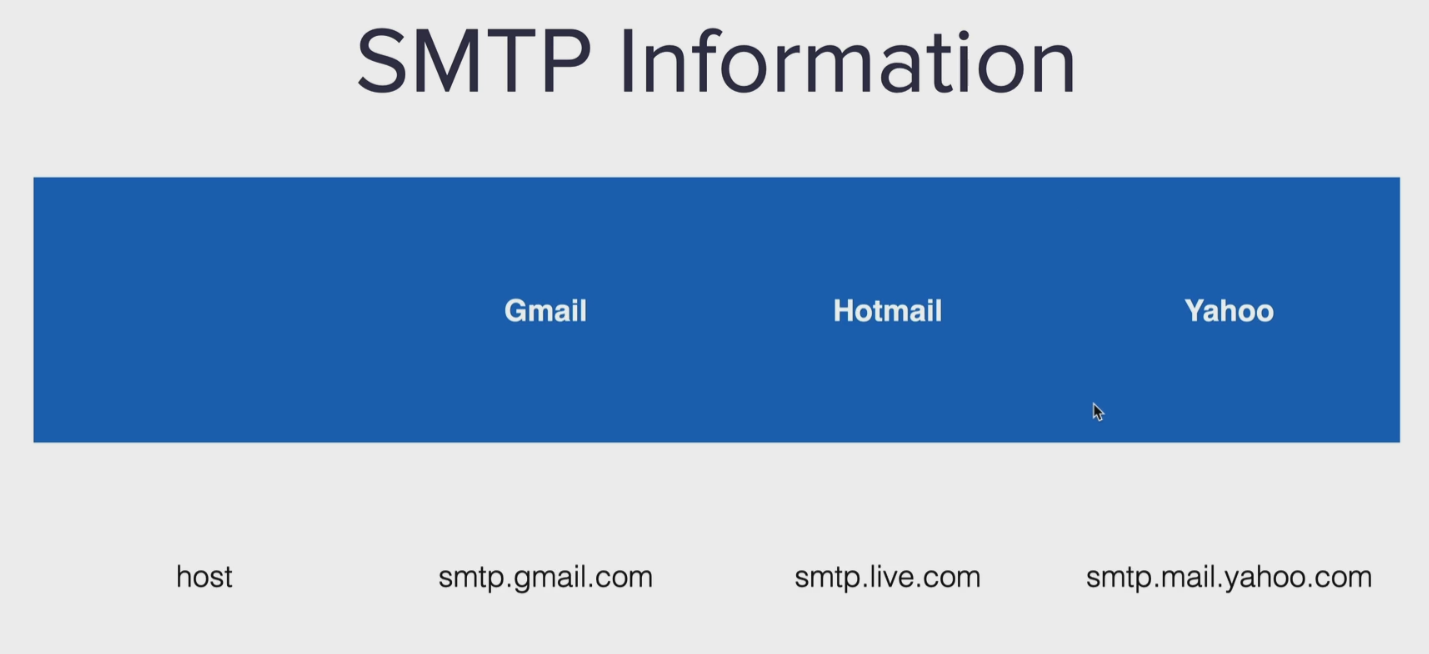 SMTP Information
Gmail Hotmail Yahoo
host smtp.gmail.com smtp.live.com smtp.mail.yahoo.com